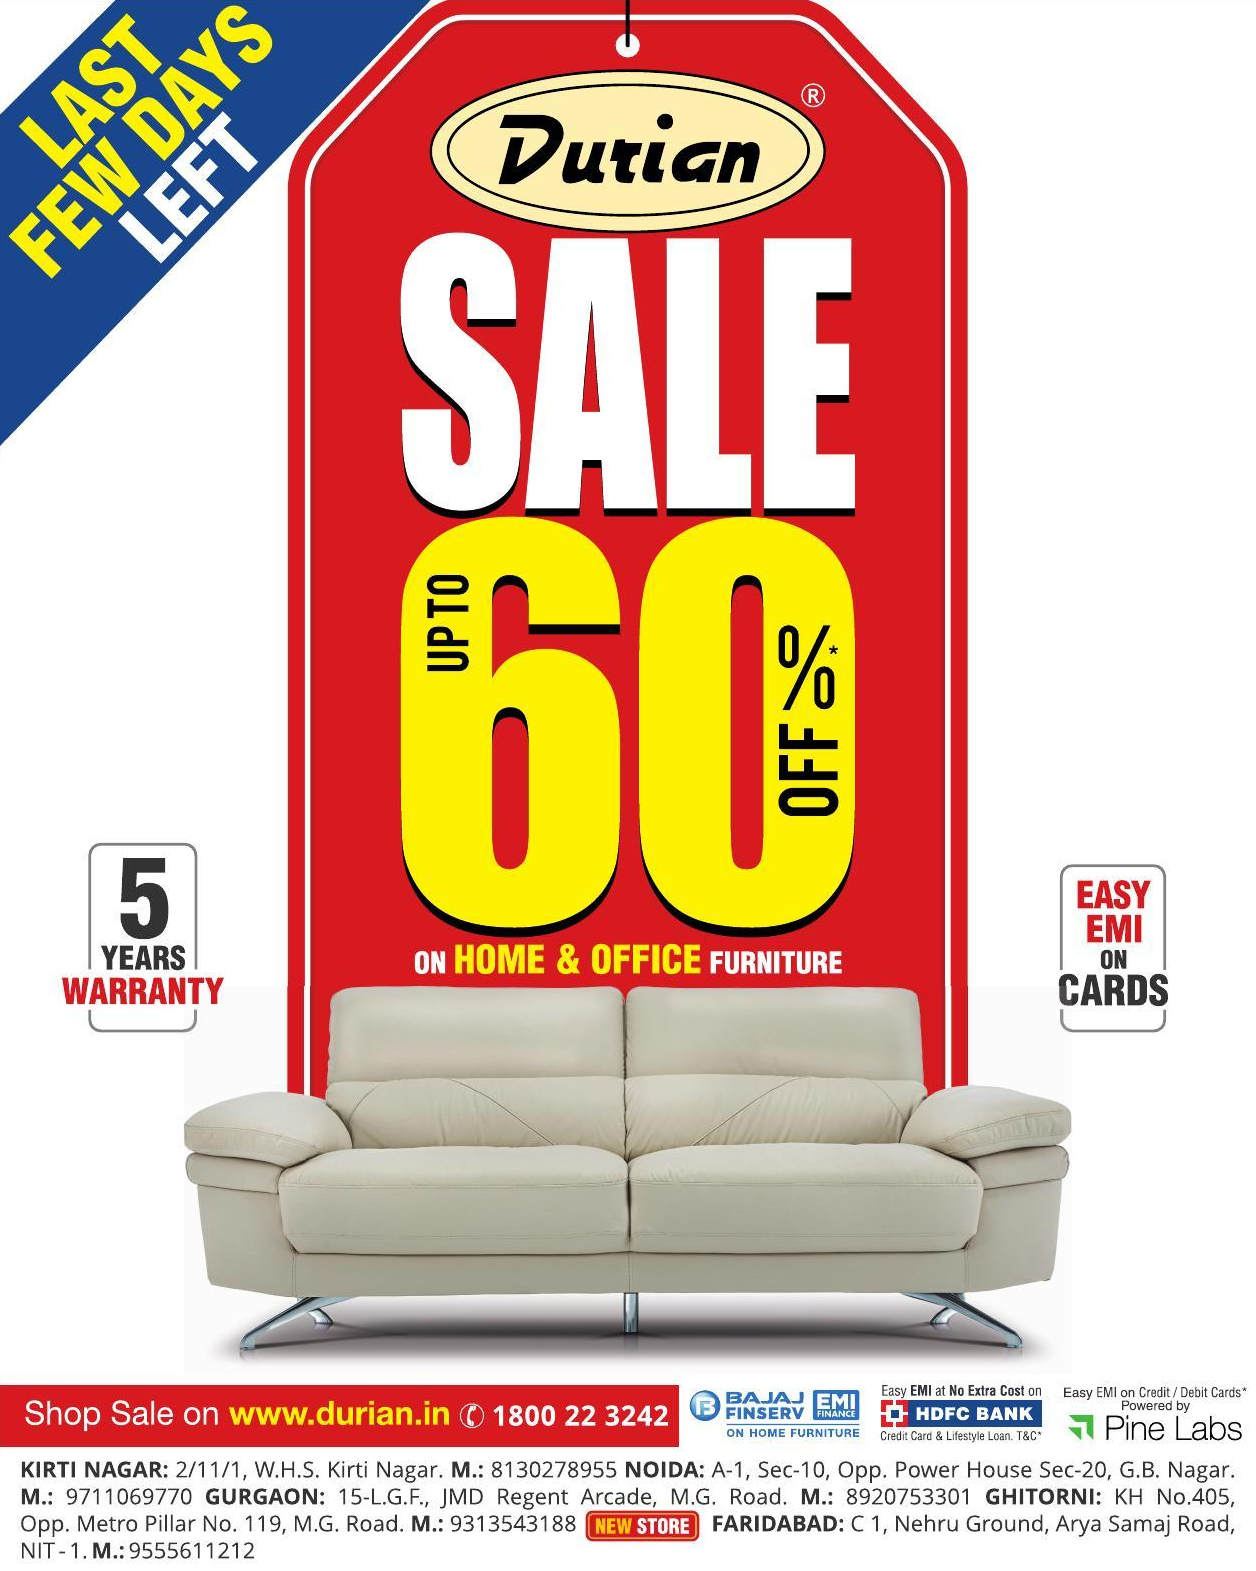 LAST
FEW DAYS
LEFT
Durian®
SALE
UP TO
60
%*
OFF
ON HOME & OFFICE FURNITURE
5
YEARS
WARRANTY
EASY
EMI
ON
CARDS
Shop Sale on www.durian.in 1800 22 3242
B BAJAJ
FINSERV
EMI
FINANCE
ON HOME FURNITURE
Easy EMI at No Extra Cost on
HDFC BANK
Credit Card & Lifestyle Loan. T&C*
Easy EMI on Credit / Debit Cards*
Powered by
Pine Labs
KIRTI NAGAR: 2/11/1, W.H.S. Kirti Nagar. M.: 8130278955 NOIDA: A-1, Sec-10, Opp. Power House Sec-20, G.B. Nagar.
M.: 9711069770 GURGAON: 15-L.G.F., JMD Regent Arcade, M.G. Road. M.: 8920753301 GHITORNI: KH No.405,
Opp. Metro Pillar No. 119, M.G. Road. M.: 9313543188 NEW STORE FARIDABAD: C 1, Nehru Ground, Arya Samaj Road,
NIT-1. M.: 9555611212